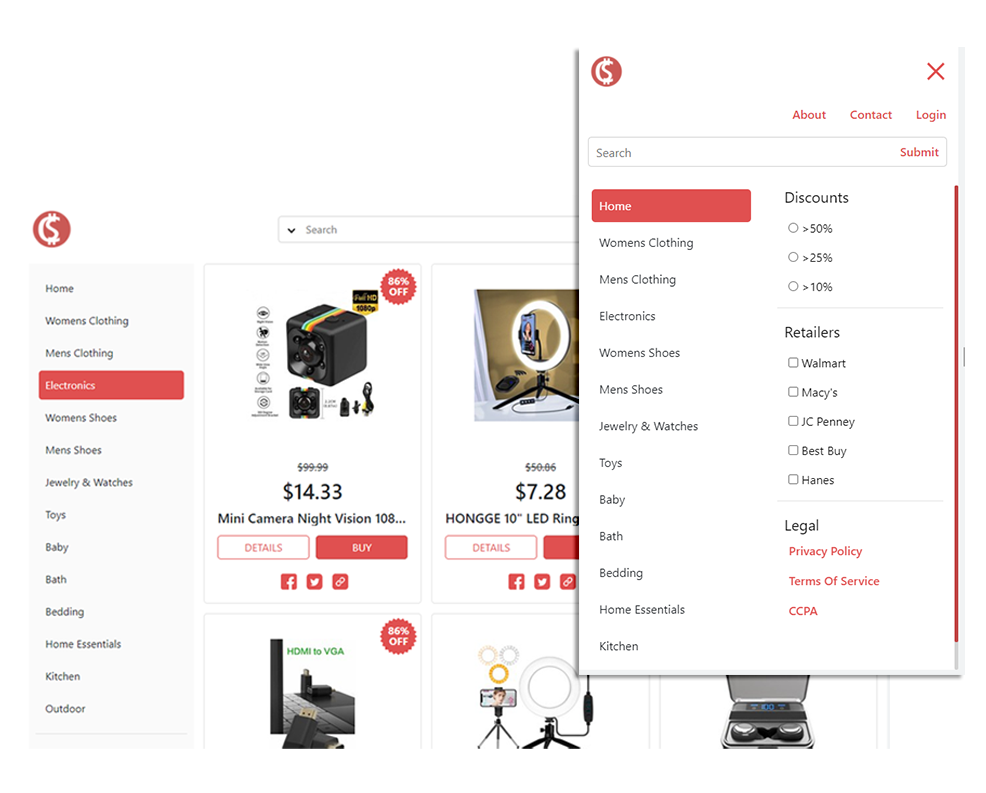 Search
Home
Womens Clothing
Mens Clothing
Electronics
Womens Shoes
Mens Shoes
Jewelry & Watches
Toys
Baby
Bath
Bedding
Home Essentials
Kitchen
Outdoor
86%
OFF
Full HD
1080p
$99.99
$14.33
Mini Camera Night Vision 108...
DETAILS
BUY
$50.86
$7.28
HONGGE 10" LED Ring
DETAILS
86%
OFF
HDMI to VGA
About
Contact
Login
Search
Submit
Home
Womens Clothing
Mens Clothing
Electronics
Womens Shoes
Mens Shoes
Jewelry & Watches
Toys
Baby
Bath
Bedding
Home Essentials
Kitchen
Discounts
>50%
>25%
>10%
Retailers
Walmart
Macy's
JC Penney
Best Buy
Hanes
Legal
Privacy Policy
Terms Of Service
CCPA